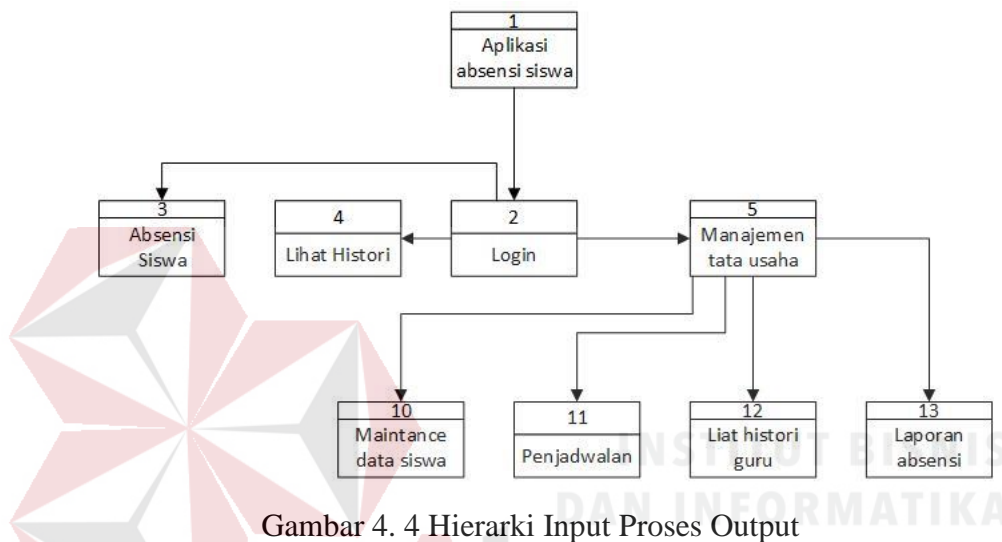 1
Aplikasi
absensi siswa
3
Absensi
Siswa
4
Lihat Histori
2
Login
5
Manajemen
tata usaha
10
Maintance
data siswa
11
Penjadwalan
12
Liat histori
guru
13
Laporan
absensi
INSTITUT BISNIS
DAN INFORMATIKA
Gambar 4. 4 Hierarki Input Proses Output